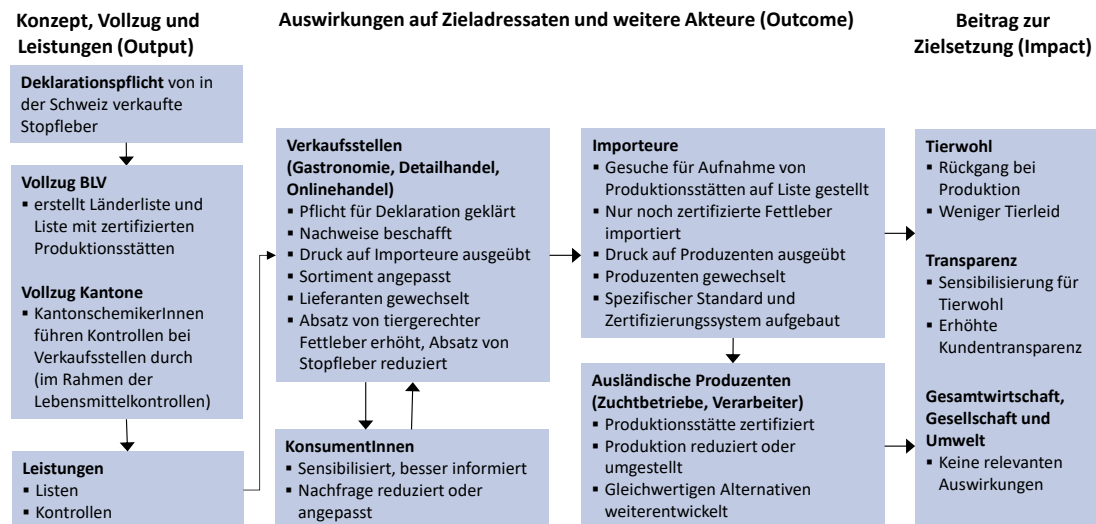 Konzept, Vollzug und
Leistungen (Output)
Auswirkungen auf Zieladressaten und weitere Akteure (Outcome)
Beitrag zur
Zielsetzung (Impact)
Deklarationspflicht von in
der Schweiz verkaufte
Stopfleber
Vollzug BLV
▪ erstellt Länderliste und
Liste mit zertifizierten
Produktionsstätten
Vollzug Kantone
▪ KantonschemikerInnen
führen Kontrollen bei
Verkaufsstellen durch
(im Rahmen der
Lebensmittelkontrollen)
Leistungen
▪ Listen
▪ Kontrollen
Verkaufsstellen
(Gastronomie, Detailhandel,
Onlinehandel)
▪ Pflicht für Deklaration geklärt
▪ Nachweise beschafft
▪ Druck auf Importeure ausgeübt
▪ Sortiment angepasst
▪ Lieferanten gewechselt
▪ Absatz von tiergerechter
Fettleber erhöht, Absatz von
Stopfleber reduziert
KonsumentInnen
▪ Sensibilisiert, besser informiert
▪ Nachfrage reduziert oder
angepasst
Importeure
▪ Gesuche für Aufnahme von
Produktionsstätten auf Liste gestellt
▪ Nur noch zertifizierte Fettleber
importiert
▪ Druck auf Produzenten ausgeübt
▪ Produzenten gewechselt
▪ Spezifischer Standard und
Zertifizierungssystem aufgebaut
Ausländische Produzenten
(Zuchtbetriebe, Verarbeiter)
▪ Produktionsstätte zertifiziert
▪ Produktion reduziert oder
umgestellt
▪ Gleichwertigen Alternativen
weiterentwickelt
Tierwohl
▪ Rückgang bei
Produktion
▪ Weniger Tierleid
Transparenz
▪ Sensibilisierung für
Tierwohl
▪ Erhöhte
Kundentransparenz
Gesamtwirtschaft,
Gesellschaft und
Umwelt
▪ Keine relevanten
Auswirkungen